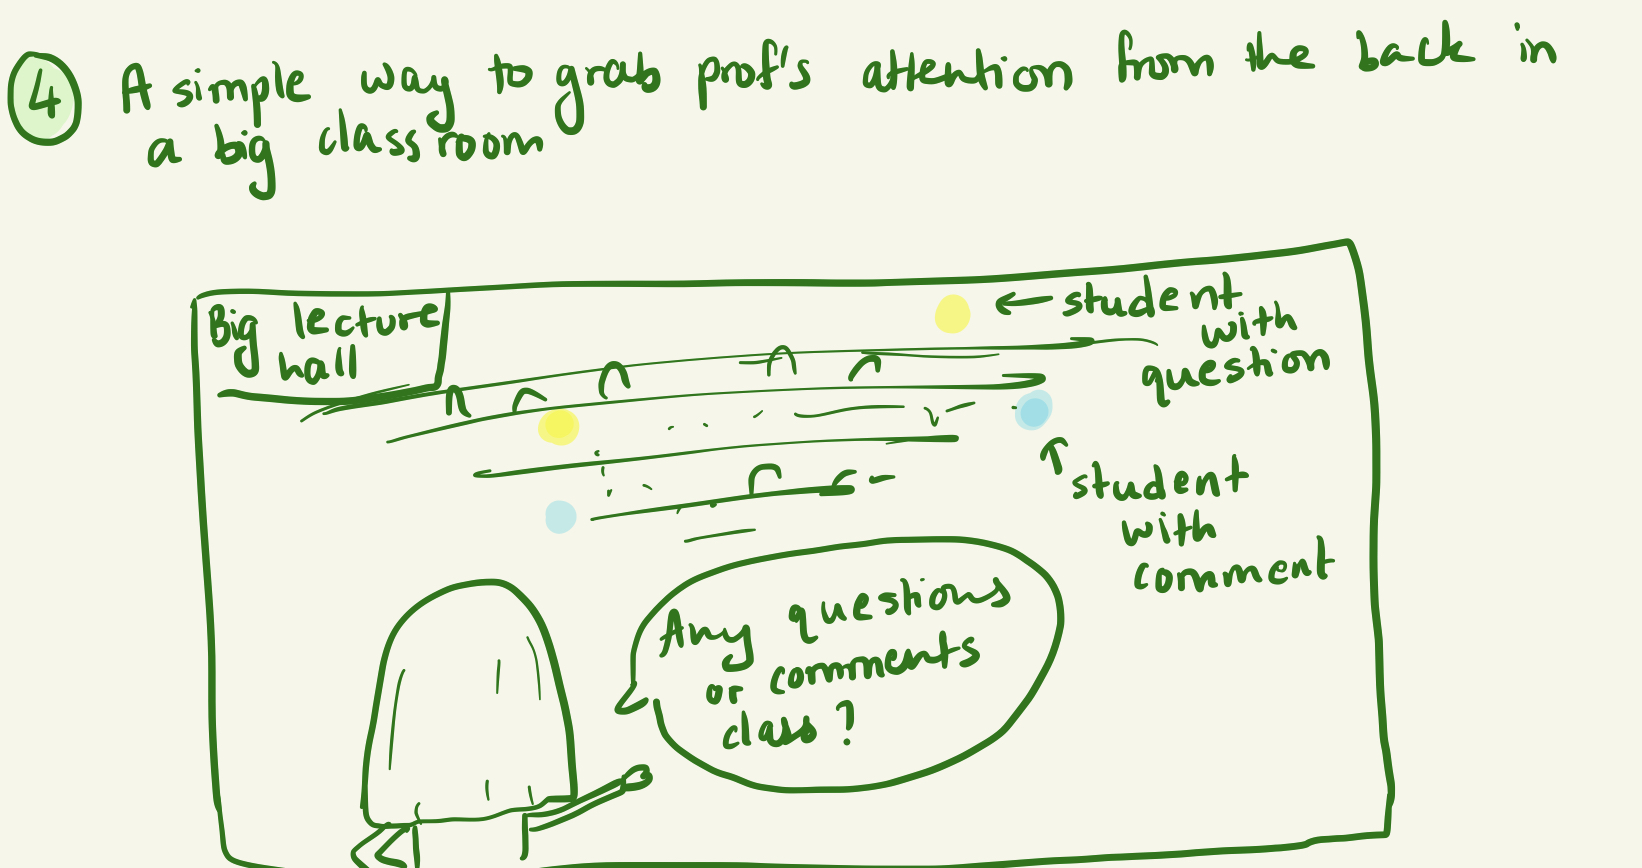 4
A simple way to grab prof's attention from the back in
a big classroom
Big lecture
hall
← student
with
question
↑
student
with
comment
Any questions
or comments
class?